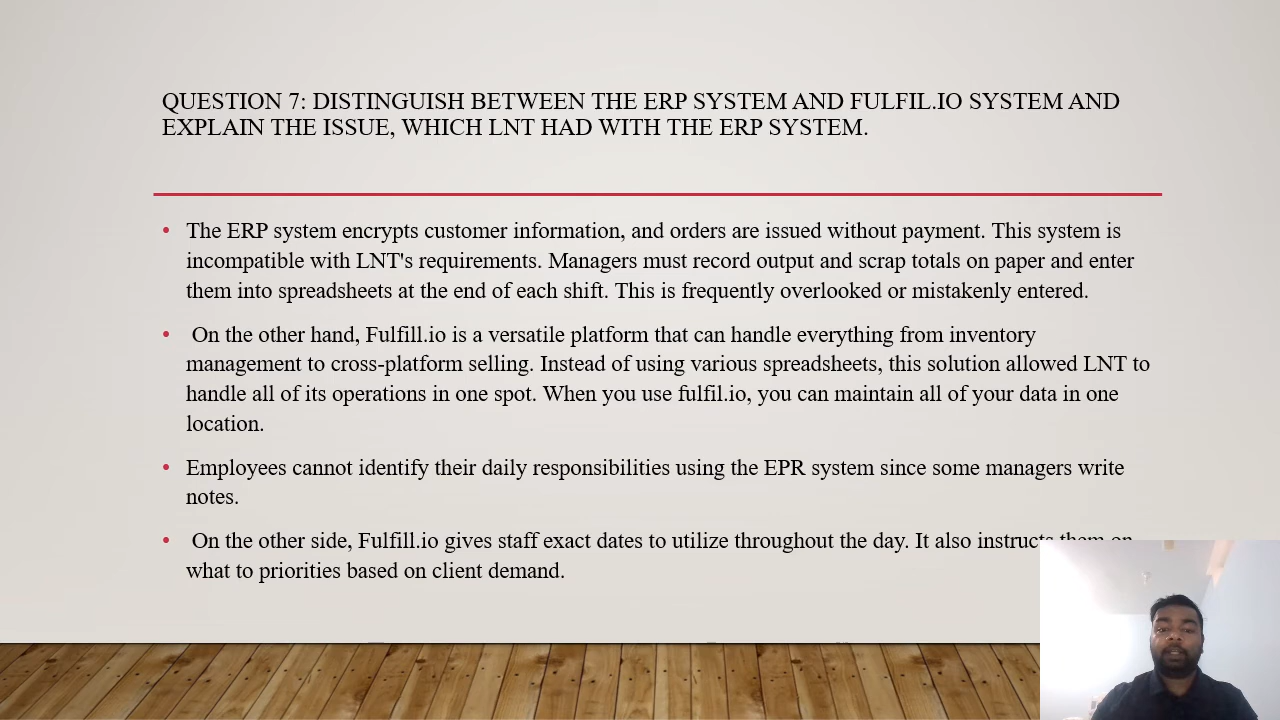 QUESTION 7: DISTINGUISH BETWEEN THE ERP SYSTEM AND FULFIL.IO SYSTEM AND
EXPLAIN THE ISSUE, WHICH LNT HAD WITH THE ERP SYSTEM.
• The ERP system encrypts customer information, and orders are issued without payment. This system is
incompatible with LNT's requirements. Managers must record output and scrap totals on paper and enter
them into spreadsheets at the end of each shift. This is frequently overlooked or mistakenly entered.
• On the other hand, Fulfill.io is a versatile platform that can handle everything from inventory
management to cross-platform selling. Instead of using various spreadsheets, this solution allowed LNT to
handle all of its operations in one spot. When you use fulfil.io, you can maintain all of your data in one
location.
• Employees cannot identify their daily responsibilities using the EPR system since some managers write
notes.
• On the other side, Fulfill.io gives staff exact dates to utilize throughout the day. It also instructs them on
what to priorities based on client demand.